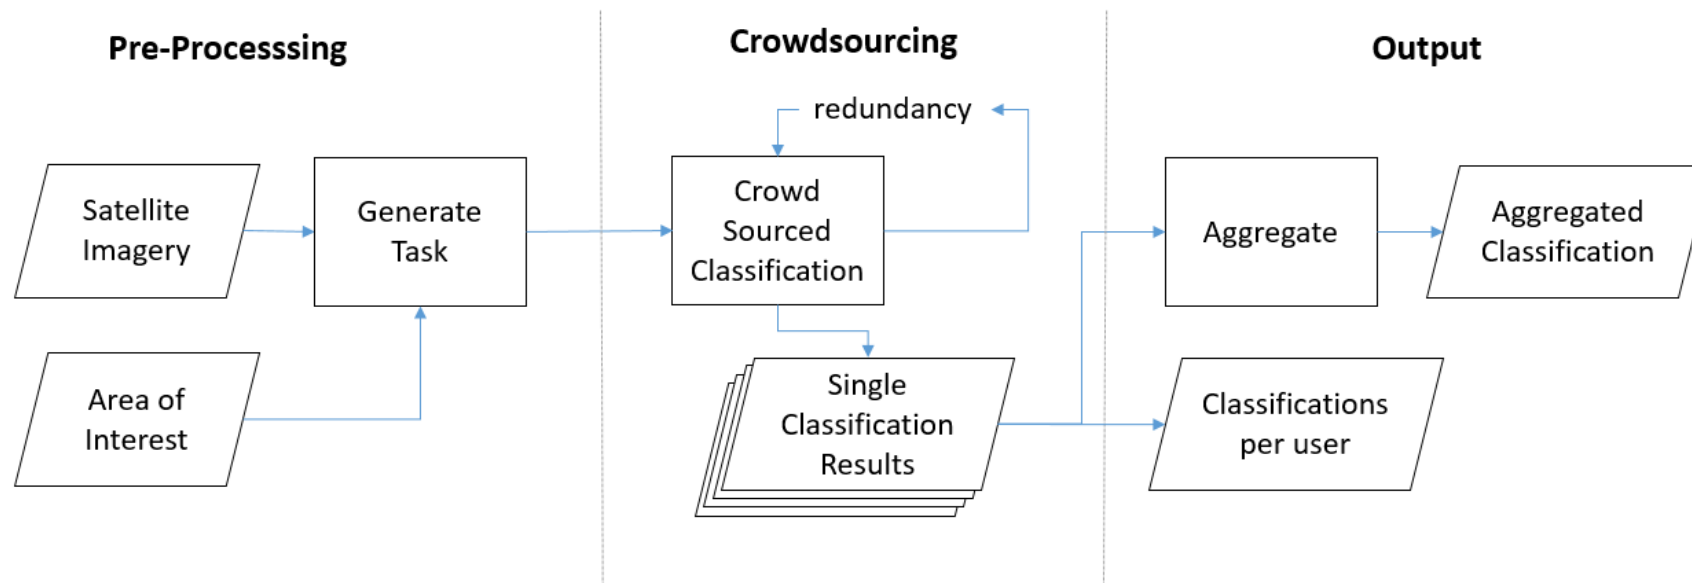 Pre-Processsing
Crowdsourcing
Output
redundancy
Satellite
Imagery
Generate
Task
Crowd
Sourced
Classification
Aggregate
Aggregated
Classification
Area of
Interest
Single
Classification
Results
Classifications
per user